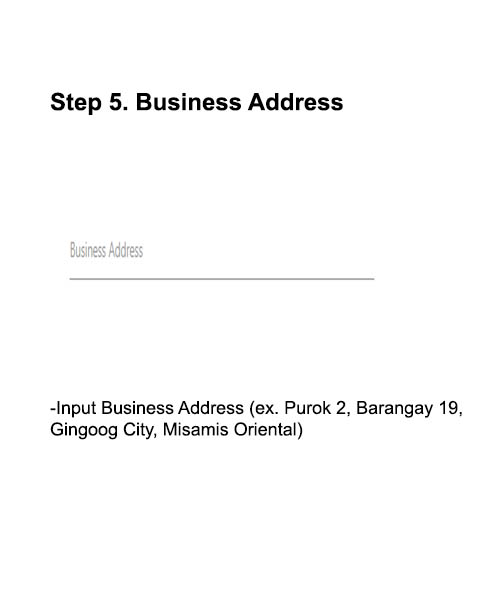 Step 5. Business Address
Business Address
-Input Business Address (ex. Purok 2, Barangay 19,
Gingoog City, Misamis Oriental)